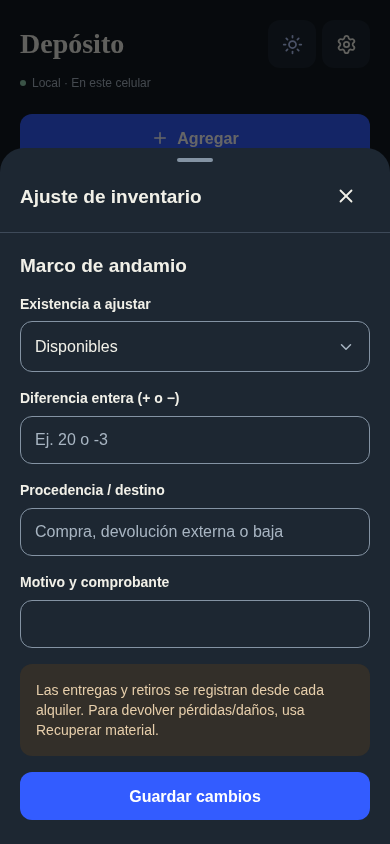 Depósito
Local · En este celular
+ Agregar
Ajuste de inventario
Marco de andamio
Existencia a ajustar
Disponibles
Diferencia entera (+ o −)
Ej. 20 o -3
Procedencia / destino
Compra, devolución externa o baja
Motivo y comprobante
Las entregas y retiros se registran desde cada
alquiler. Para devolver pérdidas/daños, usa
Recuperar material.
Guardar cambios